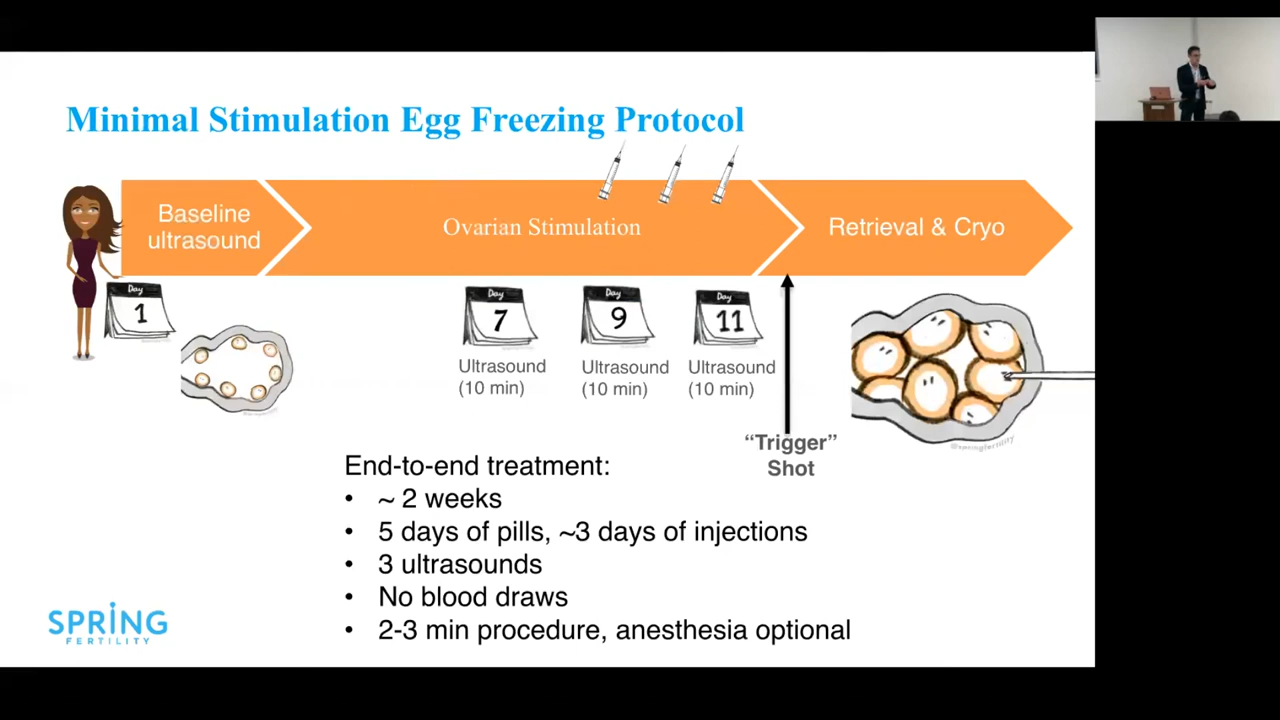 Minimal Stimulation Egg Freezing Protocol
Baseline
ultrasound
Ovarian Stimulation
Retrieval & Cryo
Day
1
Day
7
Day
9
Day
11
Ultrasound
(10 min)
Ultrasound
(10 min)
Ultrasound
(10 min)
“Trigger”
Shot
@springfertility
End-to-end treatment:
• ~ 2 weeks
• 5 days of pills, ~3 days of injections
• 3 ultrasounds
• No blood draws
• 2-3 min procedure, anesthesia optional
SPRING
FERTILITY